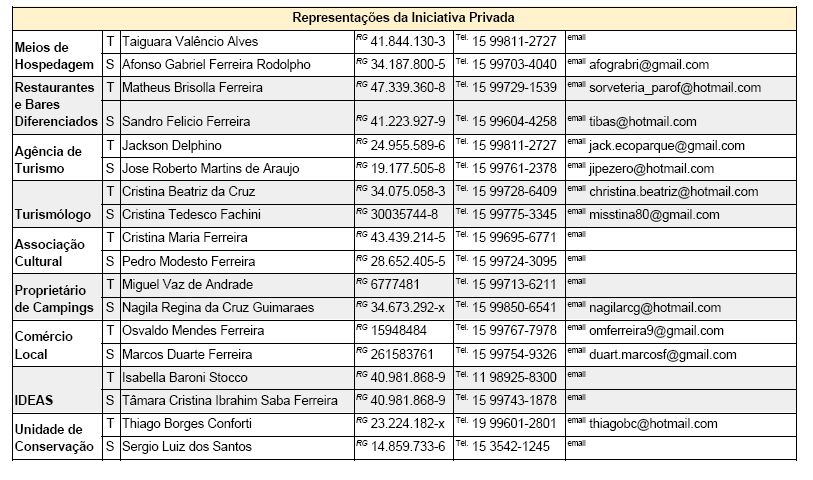 Representações da Iniciativa Privada
Meios de Hospedagem T Taiguara Valêncio Alves RG 41.844.130-3 Tel. 15 99811-2727 email
S Afonso Gabriel Ferreira Rodolpho RG 34.187.800-5 Tel. 15 99703-4040 email afograbri@gmail.com
Restaurantes e Bares Diferenciados T Matheus Brisolla Ferreira RG 47.339.360-8 Tel. 15 99729-1539 email sorveteria_parof@hotmail.com
S Sandro Felicio Ferreira RG 41.223.927-9 Tel. 15 99604-4258 email tibas@hotmail.com
Agência de Turismo T Jackson Delphino RG 24.955.589-6 Tel. 15 99811-2727 email jack.ecoparque@gmail.com
S Jose Roberto Martins de Araujo RG 19.177.505-8 Tel. 15 99761-2378 email jipezero@hotmail.com
Turismólogo T Cristina Beatriz da Cruz RG 34.075.058-3 Tel. 15 99728-6409 email christina.beatriz@hotmail.com
S Cristina Tedesco Fachini RG 30035744-8 Tel. 15 99775-3345 email misstina80@gmail.com
Associação Cultural T Cristina Maria Ferreira RG 43.439.214-5 Tel. 15 99695-6771 email
S Pedro Modesto Ferreira RG 28.652.405-5 Tel. 15 99724-3095 email
Proprietário de Campings T Miguel Vaz de Andrade RG 6777481 Tel. 15 99713-6211 email
S Nagila Regina da Cruz Guimaraes RG 34.673.292-x Tel. 15 99850-6541 email nagilarcg@hotmail.com
Comércio Local T Osvaldo Mendes Ferreira RG 15948484 Tel. 15 99767-7978 email omferreira9@gmail.com
S Marcos Duarte Ferreira RG 261583761 Tel. 15 99754-9326 email duart.marcosf@gmail.com
IDEAS T Isabella Baroni Stocco RG 40.981.868-9 Tel. 11 98925-8300 email
S Tâmara Cristina Ibrahim Saba Ferreira RG 40.981.868-9 Tel. 15 99743-1878 email
Unidade de Conservação T Thiago Borges Conforti RG 23.224.182-x Tel. 19 99601-2801 email thiagobc@hotmail.com
S Sergio Luiz dos Santos RG 14.859.733-6 Tel. 15 3542-1245 email